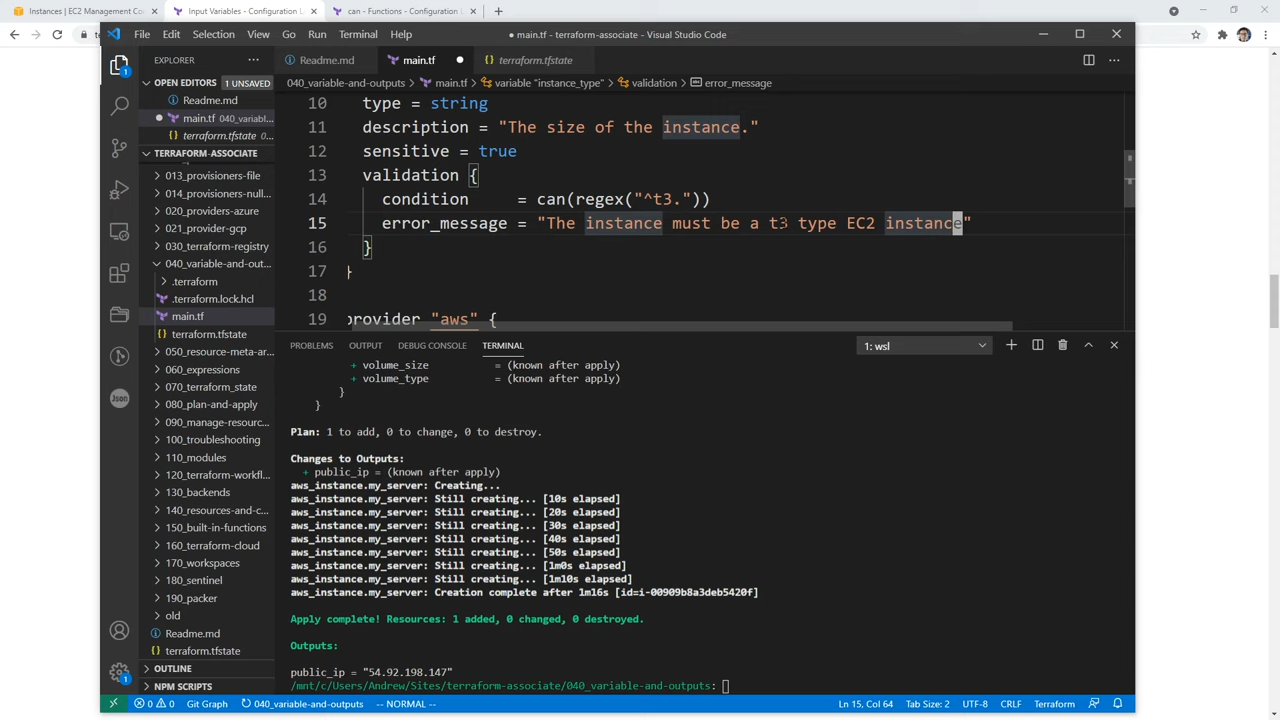 Instances | EC2 Management Co
Input Variables - Configuration L
can - Functions - Configuration L
File Edit Selection View Go Run Terminal Help
● main.tf - terraform-associate - Visual Studio Code
EXPLORER
Readme.md
main.tf
terraform.tfstate
OPEN EDITORS
1 UNSAVED
Readme.md
main.tf 040_variabl...
terraform.tfstate 0...
TERRAFORM-ASSOCIATE
013_provisioners-file
014_provisioners-null...
020_providers-azure
021_provider-gcp
030_terraform-registry
040_variable-and-out...
.terraform
.terraform.lock.hcl
main.tf
terraform.tfstate
050_resource-meta-ar...
060_expressions
070_terraform_state
080_plan-and-apply
090_manage-resourc...
100_troubleshooting
110_modules
120_terraform-workfl...
130_backends
140_resources-and-c...
150_built-in-functions
160_terraform-cloud
170_workspaces
180_sentinel
190_packer
old
Readme.md
terraform.tfstate
OUTLINE
NPM SCRIPTS
040_variable-and-outputs > main.tf > variable "instance_type" > validation > error_message
10 type = string
11 description = "The size of the instance."
12 sensitive = true
13 validation {
14 condition = can(regex("^t3."))
15 error_message = "The instance must be a t3 type EC2 instance"
16 }
17 }
18
19 provider "aws" {
PROBLEMS OUTPUT DEBUG CONSOLE TERMINAL
1: wsl
+ volume_size = (known after apply)
+ volume_type = (known after apply)
}
}
Plan: 1 to add, 0 to change, 0 to destroy.
Changes to Outputs:
+ public_ip = (known after apply)
aws_instance.my_server: Creating...
aws_instance.my_server: Still creating... [10s elapsed]
aws_instance.my_server: Still creating... [20s elapsed]
aws_instance.my_server: Still creating... [30s elapsed]
aws_instance.my_server: Still creating... [40s elapsed]
aws_instance.my_server: Still creating... [50s elapsed]
aws_instance.my_server: Still creating... [1m0s elapsed]
aws_instance.my_server: Still creating... [1m10s elapsed]
aws_instance.my_server: Creation complete after 1m16s [id=i-00909b8a3deb5420f]
Apply complete! Resources: 1 added, 0 changed, 0 destroyed.
Outputs:
public_ip = "54.92.198.147"
/mnt/c/Users/Andrew/Sites/terraform-associate/040_variable-and-outputs:
0 0 Git Graph 040_variable-and-outputs -- NORMAL --
Ln 15, Col 64 Tab Size: 2 UTF-8 CRLF Terraform